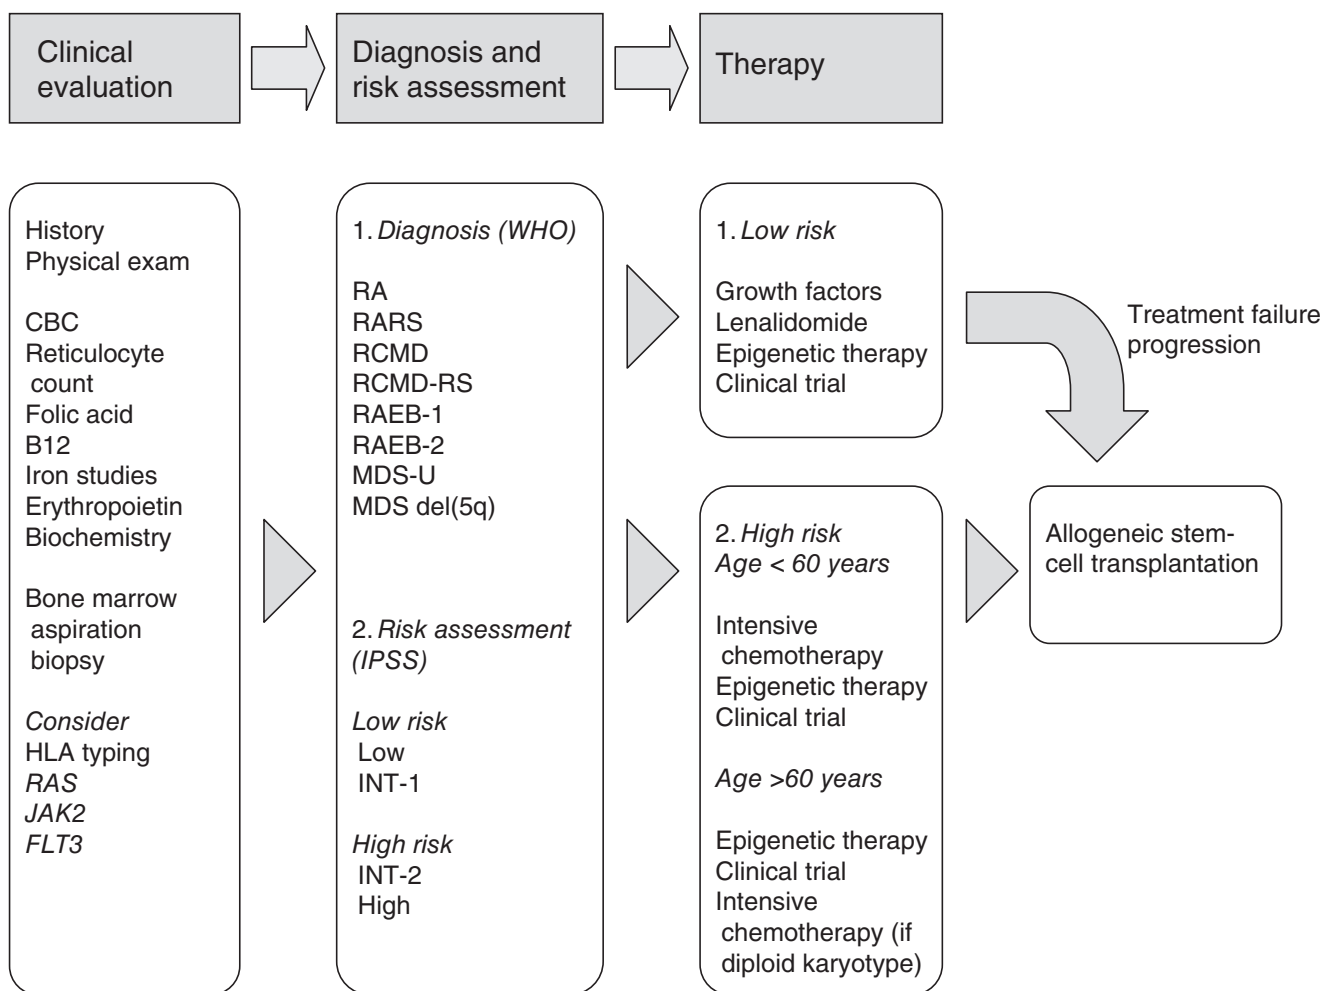 Clinical
evaluation
Diagnosis and
risk assessment
Therapy
History
Physical exam
CBC
Reticulocyte
count
Folic acid
B12
Iron studies
Erythropoietin
Biochemistry
Bone marrow
aspiration
biopsy
Consider
HLA typing
RAS
JAK2
FLT3
1. Diagnosis (WHO)
RA
RARS
RCMD
RCMD-RS
RAEB-1
RAEB-2
MDS-U
MDS del(5q)
2. Risk assessment
(IPSS)
Low risk
Low
INT-1
High risk
INT-2
High
1. Low risk
Growth factors
Lenalidomide
Epigenetic therapy
Clinical trial
2. High risk
Age < 60 years
Intensive
chemotherapy
Epigenetic therapy
Clinical trial
Age >60 years
Epigenetic therapy
Clinical trial
Intensive
chemotherapy (if
diploid karyotype)
Treatment failure
progression
Allogeneic stem-
cell transplantation